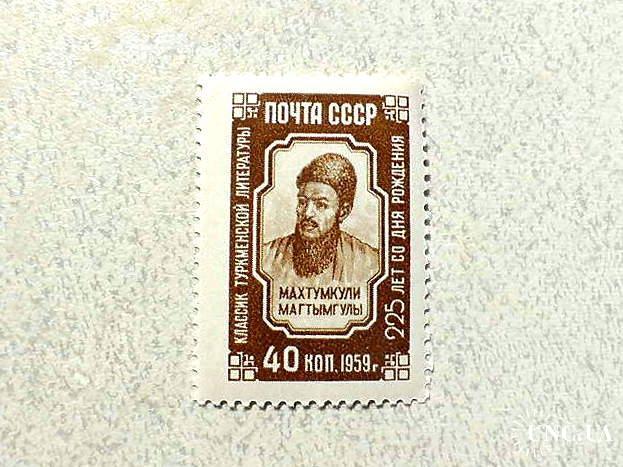 ПОЧТА СССР
КЛАССИК ТУРКМЕНСКОЙ ЛИТЕРАТУРЫ
225 ЛЕТ СО ДНЯ РОЖДЕНИЯ
МАХТУМКУЛИ
МАГТЫМГУЛЫ
40 КОП. 1959 г.